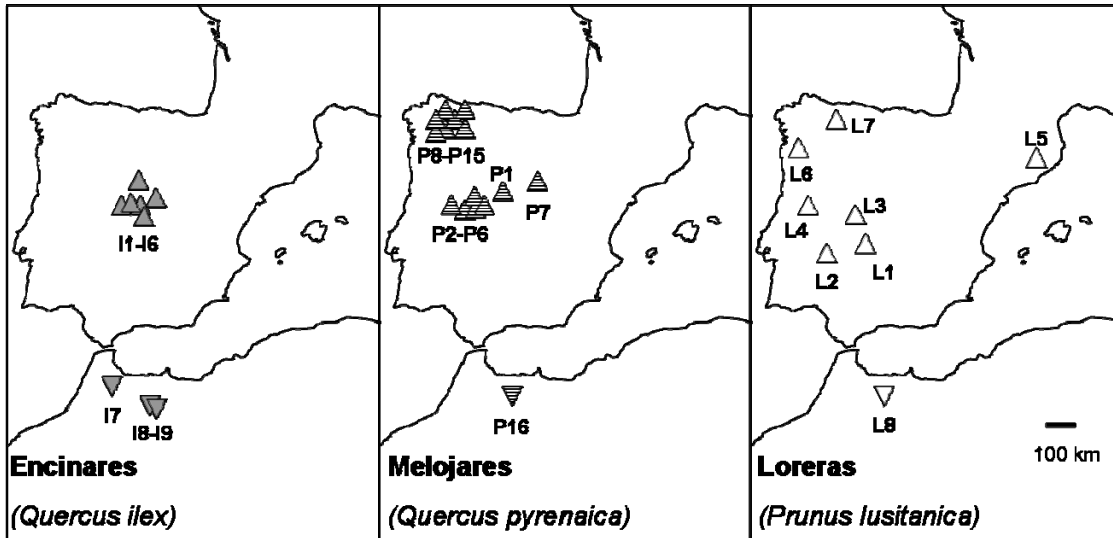 I1-I6
I7
I8-I9
Encinares
(Quercus ilex)
P8-P15
P1
P7
P2-P6
P16
Melojares
(Quercus pyrenaica)
L7
L5
L6
L3
L4
L2
L1
L8
100 km
Loreras
(Prunus lusitanica)